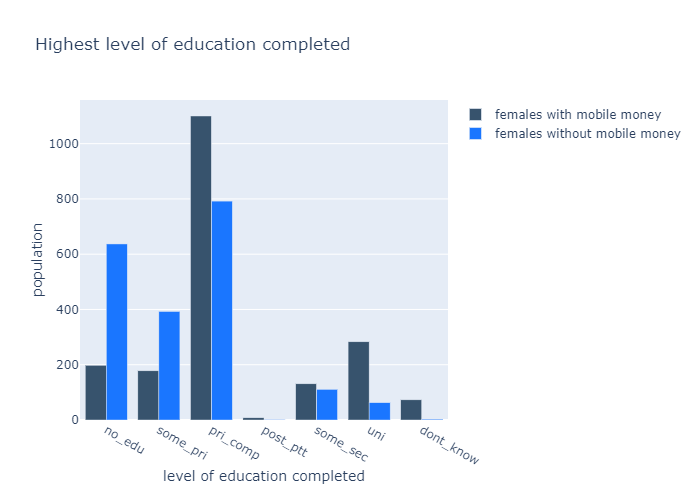 Highest level of education completed
females with mobile money
females without mobile money
population
1000
800
600
400
200
0
no_edu
some_pri
pri_comp
post_ptt
some_sec
uni
dont_know
level of education completed